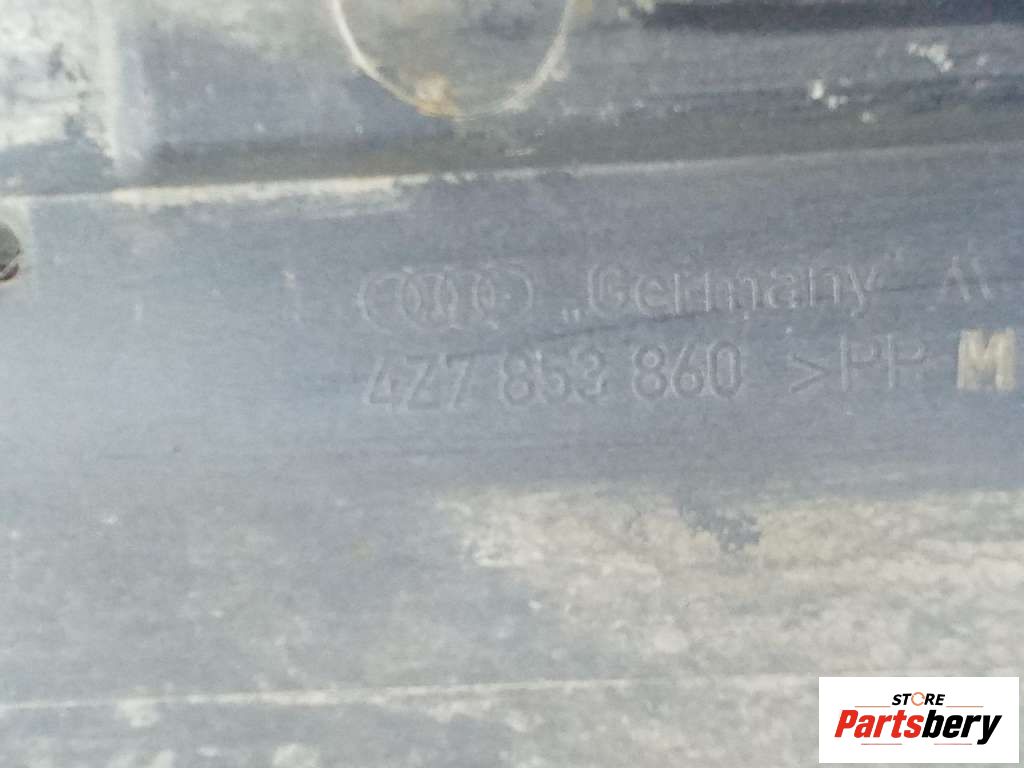 „Germany"
4Z7 853 860 >PP M
STORE
Partsbery